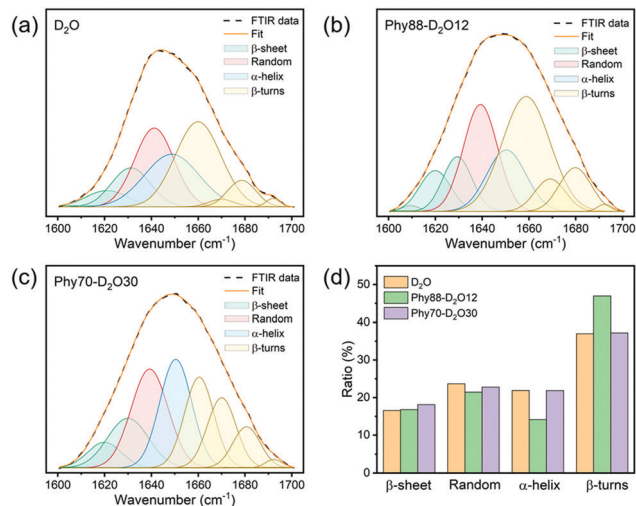 (a)
D₂O
FTIR data
Fit
β-sheet
Random
α-helix
β-turns
1600 1620 1640 1660 1680 1700
Wavenumber (cm⁻¹)
(b)
Phy88-D₂O12
FTIR data
Fit
β-sheet
Random
α-helix
β-turns
1600 1620 1640 1660 1680 1700
Wavenumber (cm⁻¹)
(c)
Phy70-D₂O30
FTIR data
Fit
β-sheet
Random
α-helix
β-turns
1600 1620 1640 1660 1680 1700
Wavenumber (cm⁻¹)
(d)
D₂O
Phy88-D₂O12
Phy70-D₂O30
50
40
30
20
10
0
Ratio (%)
β-sheet Random α-helix β-turns